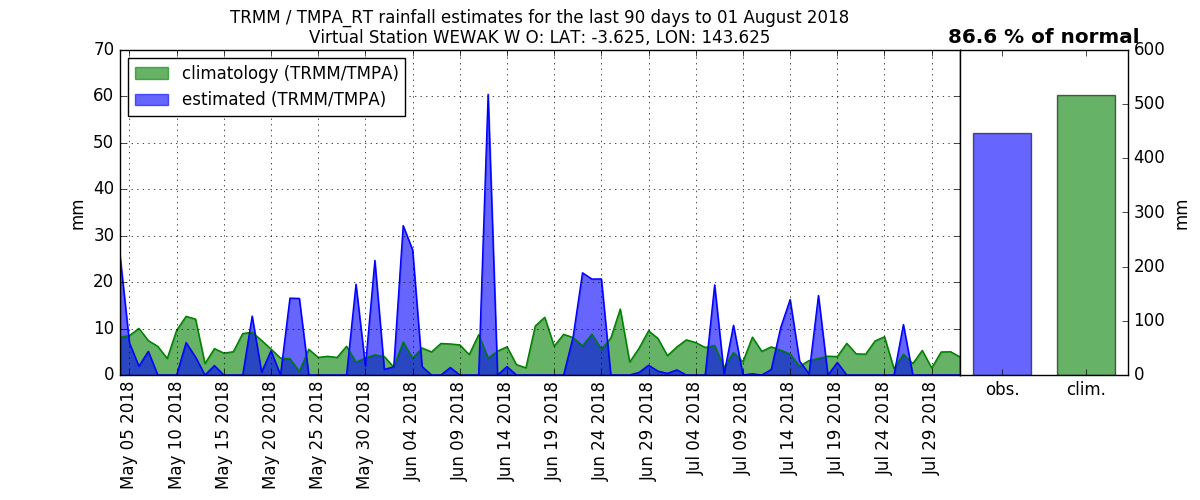 TRMM / TMPA_RT rainfall estimates for the last 90 days to 01 August 2018
Virtual Station WEWAK W O: LAT: -3.625, LON: 143.625
86.6 % of normal
climatology (TRMM/TMPA)
estimated (TRMM/TMPA)
70
60
50
40
30
20
10
0
mm
600
500
400
300
200
100
0
mm
May 05 2018
May 10 2018
May 15 2018
May 20 2018
May 25 2018
May 30 2018
Jun 04 2018
Jun 09 2018
Jun 14 2018
Jun 19 2018
Jun 24 2018
Jun 29 2018
Jul 04 2018
Jul 09 2018
Jul 14 2018
Jul 19 2018
Jul 24 2018
Jul 29 2018
obs.
clim.